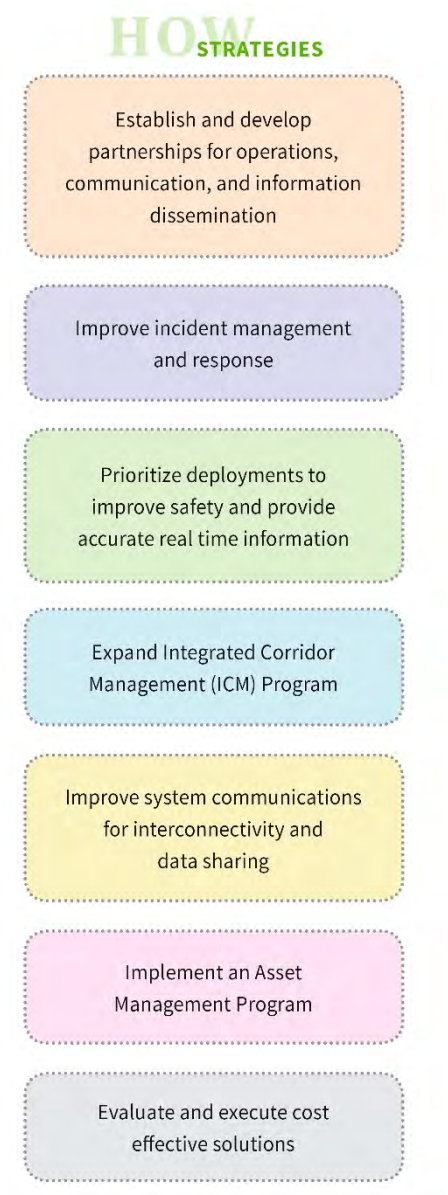 HOW
STRATEGIES
Establish and develop
partnerships for operations,
communication, and information
dissemination
Improve incident management
and response
Prioritize deployments to
improve safety and provide
accurate real time information
Expand Integrated Corridor
Management (ICM) Program
Improve system communications
for interconnectivity and
data sharing
Implement an Asset
Management Program
Evaluate and execute cost
effective solutions